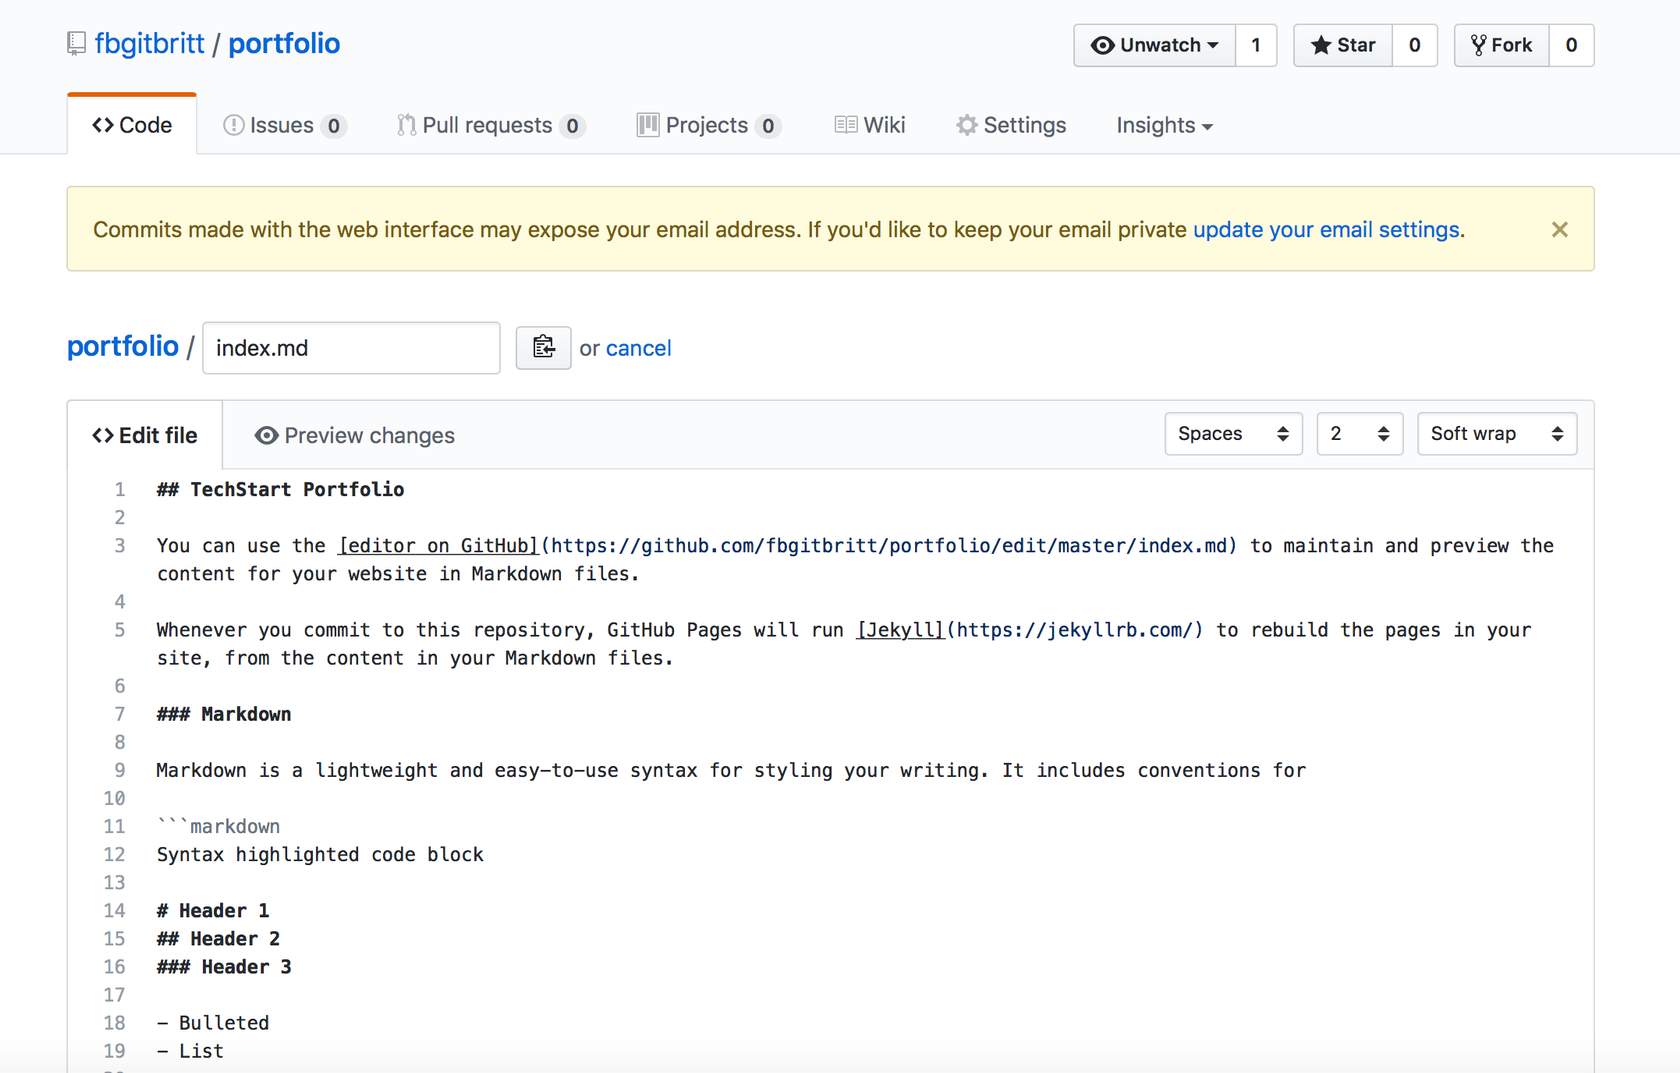 fbgitbritt / portfolio
Unwatch 1 Star 0 Fork 0
Code Issues 0 Pull requests 0 Projects 0 Wiki Settings Insights
Commits made with the web interface may expose your email address. If you'd like to keep your email private update your email settings.
portfolio / index.md or cancel
Edit file Preview changes Spaces 2 Soft wrap
1 ## TechStart Portfolio
2
3 You can use the [editor on GitHub](https://github.com/fbgitbritt/portfolio/edit/master/index.md) to maintain and preview the
content for your website in Markdown files.
4
5 Whenever you commit to this repository, GitHub Pages will run [Jekyll](https://jekyllrb.com/) to rebuild the pages in your
site, from the content in your Markdown files.
6
7 ### Markdown
8
9 Markdown is a lightweight and easy-to-use syntax for styling your writing. It includes conventions for
10
11 ```markdown
12 Syntax highlighted code block
13
14 # Header 1
15 ## Header 2
16 ### Header 3
17
18 - Bulleted
19 - List